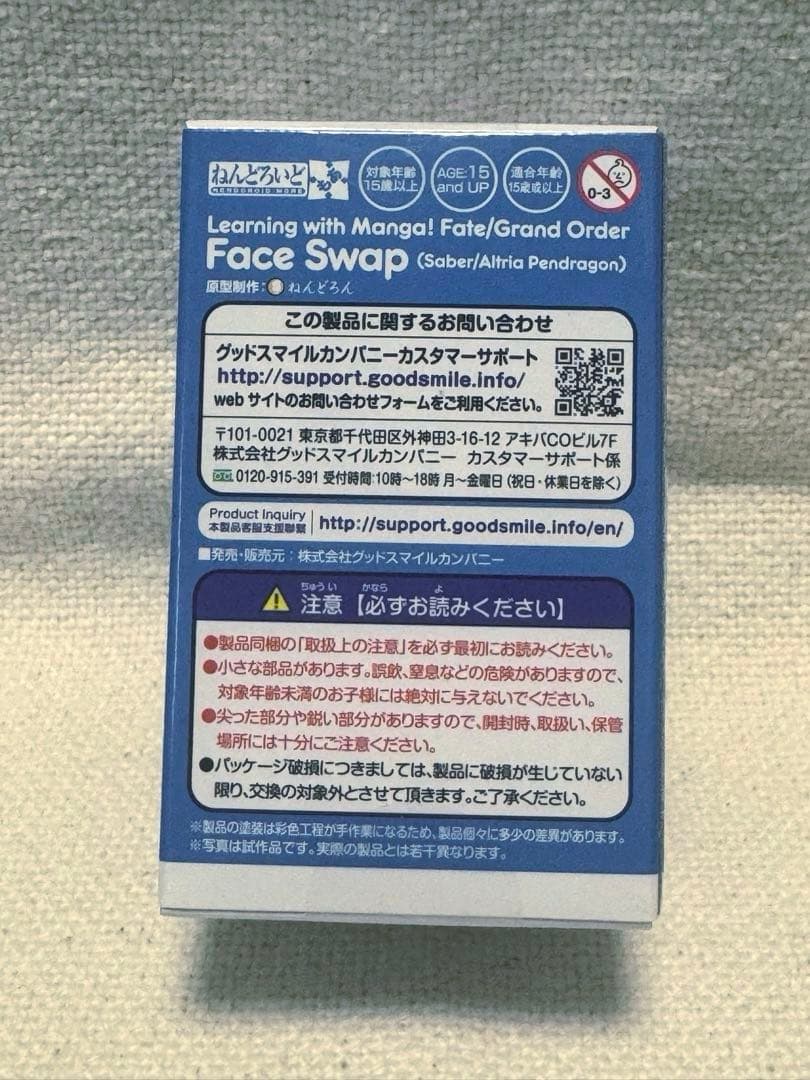 ねんどろいど
NENDOROID MORE
対象年齢
15歳以上
AGE:15
and UP
適合年齢
15歳或以上
0-3
Learning with Manga! Fate/Grand Order
Face Swap (Saber/Altria Pendragon)
原型制作:ねんどろん
この製品に関するお問い合わせ
グッドスマイルカンパニーカスタマーサポート
http://support.goodsmile.info/
webサイトのお問い合わせフォームをご利用ください。
〒101-0021 東京都千代田区外神田3-16-12 アキバCOビル7F
株式会社グッドスマイルカンパニー カスタマーサポート係
0120-915-391 受付時間:10時〜18時 月〜金曜日(祝日・休業日を除く)
Product Inquiry
本製品客服支援聯繫
http://support.goodsmile.info/en/
■発売・販売元:株式会社グッドスマイルカンパニー
ちゅうい かなら よ
注意【必ずお読みください】
●製品同梱の「取扱上の注意」を必ず最初にお読みください。
●小さな部品があります。誤飲、窒息などの危険がありますので、
対象年齢未満のお子様には絶対に与えないでください。
●尖った部分や鋭い部分がありますので、開封時、取扱い、保管
場所には十分にご注意ください。
●パッケージ破損につきましては、製品に破損が生じていない
限り、交換の対象外とさせて頂きます。ご了承ください。
※製品の塗装は彩色工程が手作業になるため、製品個々に多少の差異があります。
※写真は試作品です。実際の製品とは若干異なります。